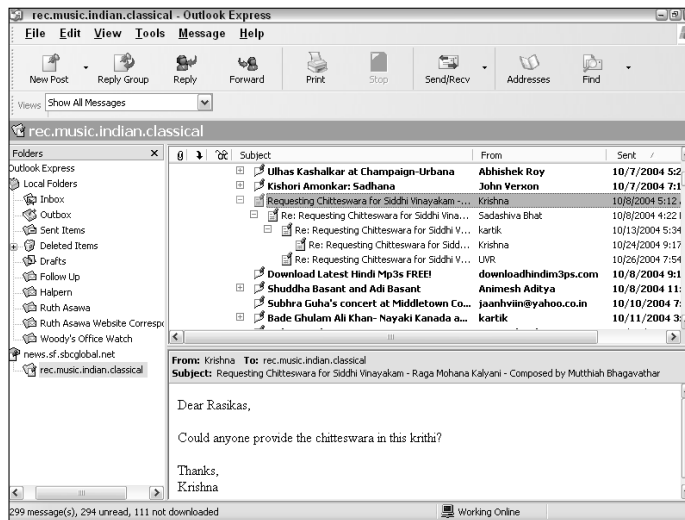 rec.music.indian.classical - Outlook Express
File Edit View Tools Message Help
New Post Reply Group Reply Forward Print Stop Send/Recv Addresses Find
Views Show All Messages
rec.music.indian.classical
Folders x
Outlook Express
Local Folders
Inbox
Outbox
Sent Items
Deleted Items
Drafts
Follow Up
Halpern
Ruth Asawa
Ruth Asawa Website Correspo
Woody's Office Watch
news.sf.sbcglobal.net
rec.music.indian.classical
Subject From Sent
Ulhas Kashalkar at Champaign-Urbana Abhishek Roy 10/7/2004 5:2
Kishori Amonkar: Sadhana John Verxon 10/7/2004 7:1
Requesting Chitteswara for Siddhi Vinayakam -... Krishna 10/8/2004 5:12
Re: Requesting Chitteswara for Siddhi Vina... Sadashiva Bhat 10/8/2004 4:22
Re: Requesting Chitteswara for Siddhi V... kartik 10/13/2004 5:34
Re: Requesting Chitteswara for Sidd... Krishna 10/24/2004 9:17
Re: Requesting Chitteswara for Siddhi V... UVR 10/26/2004 7:54
Download Latest Hindi Mp3s FREE! downloadhindim3ps.com 10/8/2004 9:1
Shuddha Basant and Adi Basant Animesh Aditya 10/8/2004 11:
Subhra Guha's concert at Middletown Co... jaanhviin@yahoo.co.in 10/10/2004 7:
Bade Ghulam Ali Khan- Nayaki Kanada a... kartik 10/11/2004 3:
From: Krishna To: rec.music.indian.classical
Subject: Requesting Chitteswara for Siddhi Vinayakam - Raga Mohana Kalyani - Composed by Mutthiah Bhagavathar
Dear Rasikas,
Could anyone provide the chitteswara in this krithi?
Thanks,
Krishna
299 message(s), 294 unread, 111 not downloaded Working Online